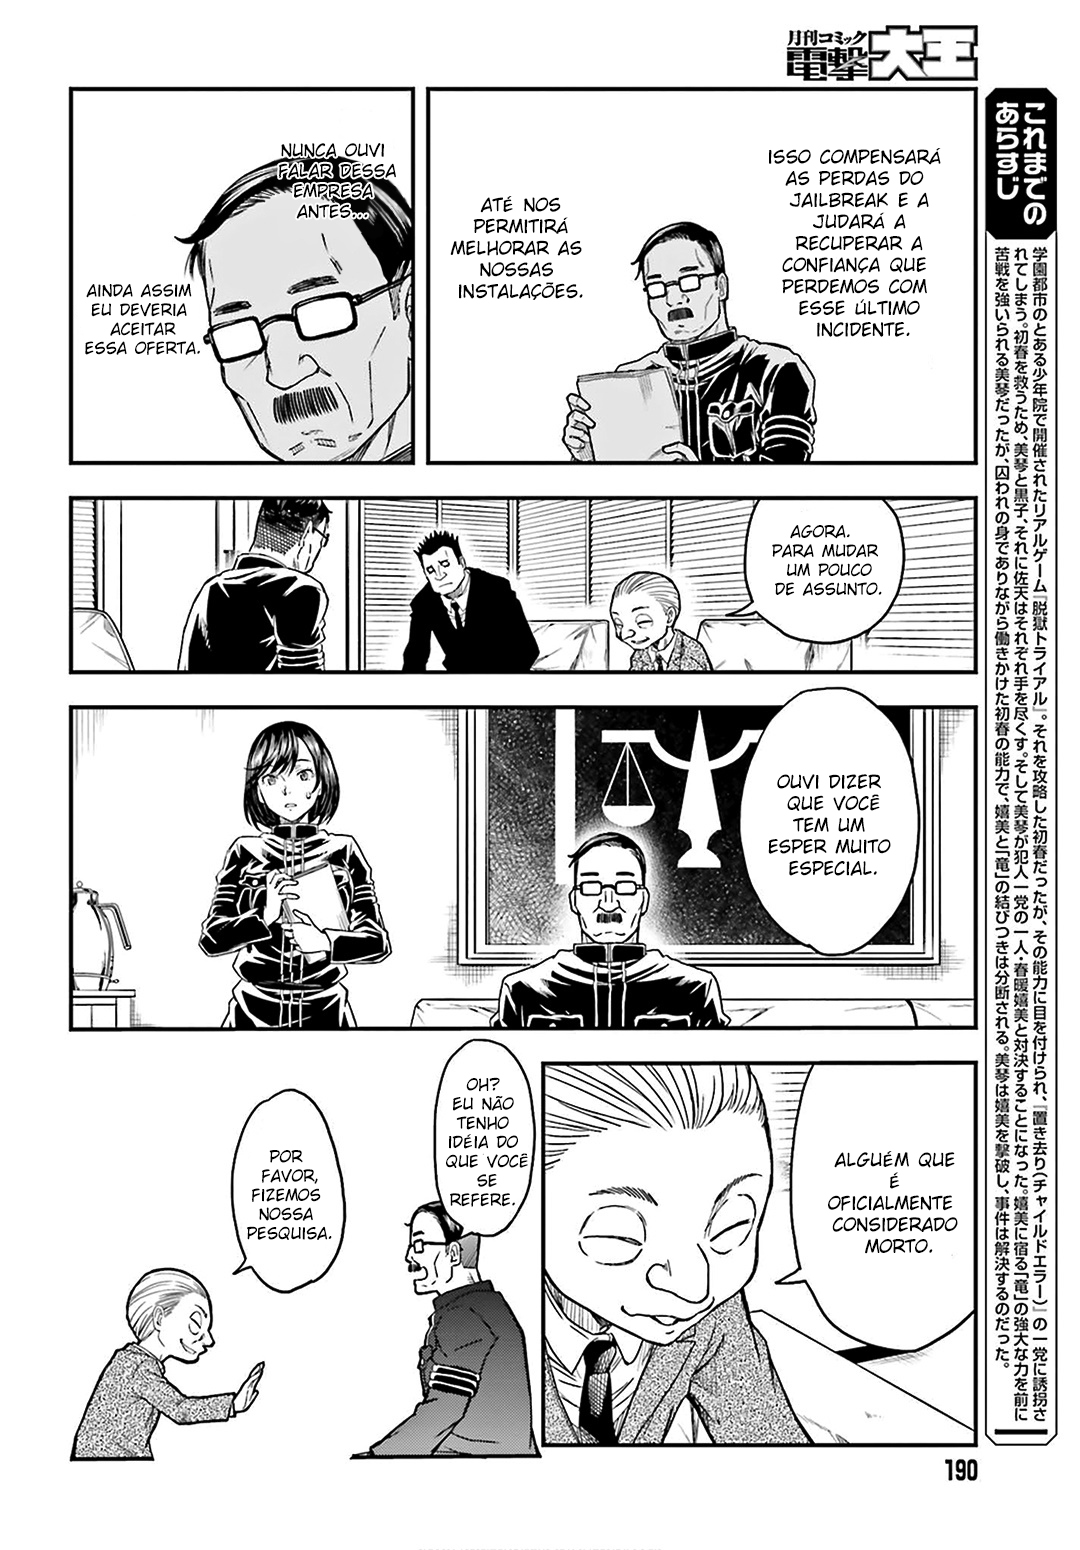 月刊コミック
電撃大王
これまでの
あらすじ
学園都市のとある少年院で開催されたリアルゲーム『脱獄トライアル』。それを攻略した初春だったが、その能力に目を付けられ、『置き去り(チャイルドエラー)』の一党に誘拐さ
れてしまう。初春を救うため、美琴と黒子、それに佐天はそれぞれ手を尽くす。そして美琴が犯人一党の一人・春暖嬉美と対決することになった。嬉美に宿る「竜」の強大な力を前に
苦戦を強いられる美琴だったが、囚われの身でありながら働きかけた初春の能力で、嬉美と「竜」の結びつきは分断される。美琴は嬉美を撃破し、事件は解決するのだった。
ISSO COMPENSARÁ
AS PERDAS DO
JAILBREAK E A
JUDARÁ A
RECUPERAR A
CONFIANÇA QUE
PERDEMOS COM
ESSE ÚLTIMO
INCIDENTE.
ATÉ NOS
PERMITIRÁ
MELHORAR AS
NOSSAS
INSTALAÇÕES.
NUNCA OUVI
FALAR DESSA
EMPRESA
ANTES...
AINDA ASSIM
EU DEVERIA
ACEITAR
ESSA OFERTA.
AGORA.
PARA MUDAR
UM POUCO
DE ASSUNTO.
OUVI DIZER
QUE VOCÊ
TEM UM
ESPER MUITO
ESPECIAL.
ALGUÉM QUE
É
OFICIALMENTE
CONSIDERADO
MORTO.
OH?
EU NÃO
TENHO
IDÉIA DO
QUE VOCÊ
SE
REFERE.
POR
FAVOR,
FIZEMOS
NOSSA
PESQUISA.
190